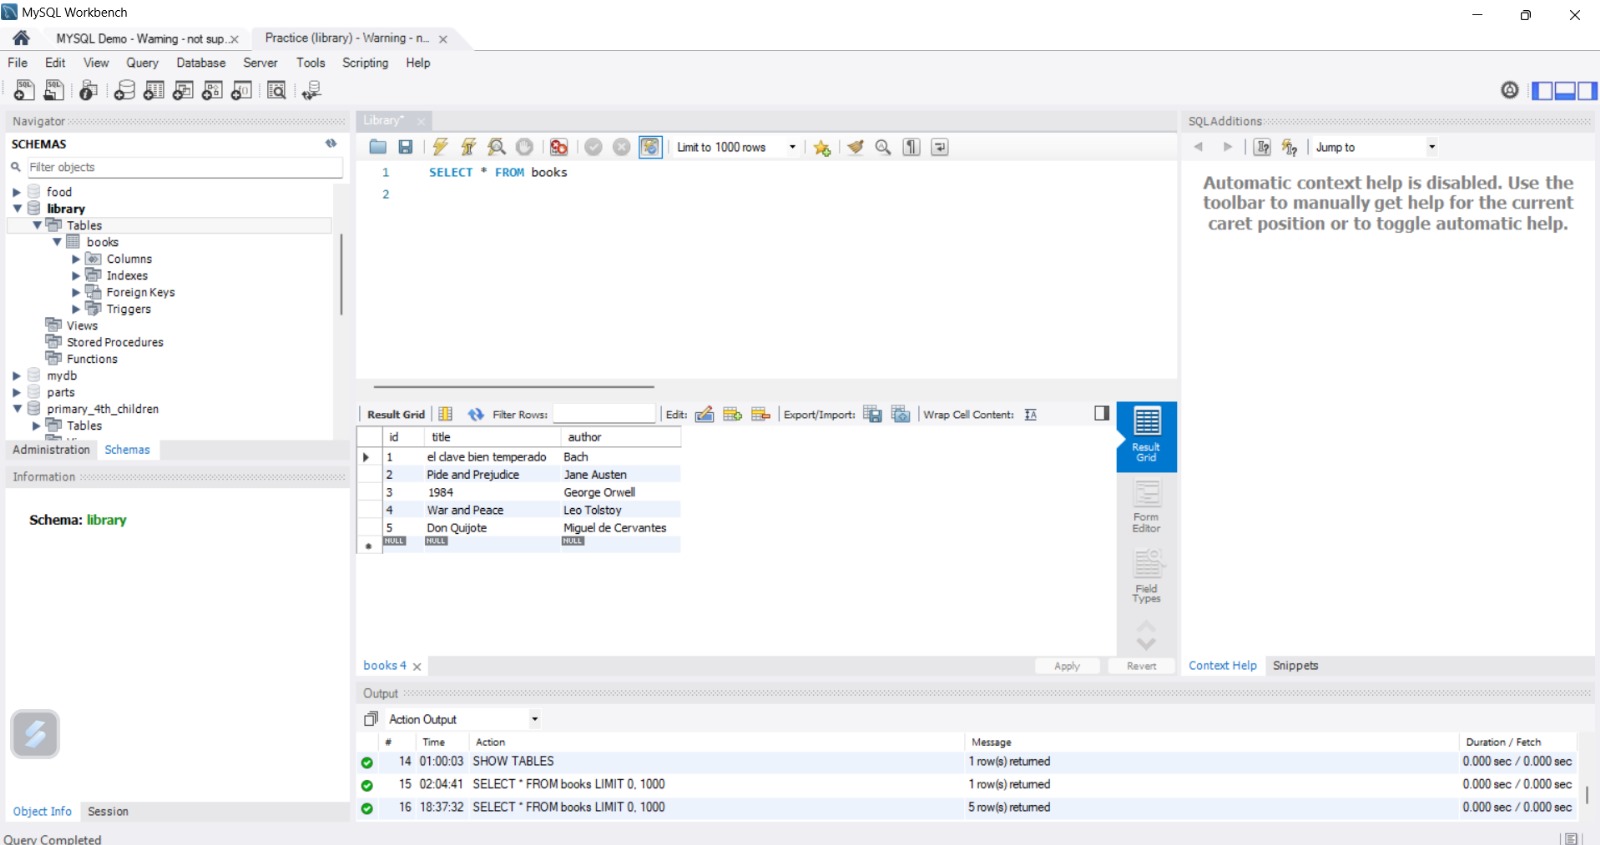 MySQL Workbench
MYSQL Demo - Warning - not sup..
Practice (library) - Warning - n...
File Edit View Query Database Server Tools Scripting Help
Navigator
SCHEMAS
Filter objects
food
library
Tables
books
Columns
Indexes
Foreign Keys
Triggers
Views
Stored Procedures
Functions
mydb
parts
primary_4th_children
Tables
Administration Schemas
Information
Schema: library
Object Info Session
Query Completed
Library*
Limit to 1000 rows
1 SELECT * FROM books
2
Result Grid Filter Rows: Edit: Export/Import: Wrap Cell Content:
id title author
1 el clave bien temperado Bach
2 Pide and Prejudice Jane Austen
3 1984 George Orwell
4 War and Peace Leo Tolstoy
5 Don Quijote Miguel de Cervantes
NULL NULL NULL
Result Grid
Form Editor
Field Types
books 4
Apply Revert
SQLAdditions
Jump to
Automatic context help is disabled. Use the
toolbar to manually get help for the current
caret position or to toggle automatic help.
Context Help Snippets
Output
Action Output
# Time Action Message Duration / Fetch
14 01:00:03 SHOW TABLES 1 row(s) returned 0.000 sec / 0.000 sec
15 02:04:41 SELECT * FROM books LIMIT 0, 1000 1 row(s) returned 0.000 sec / 0.000 sec
16 18:37:32 SELECT * FROM books LIMIT 0, 1000 5 row(s) returned 0.000 sec / 0.000 sec